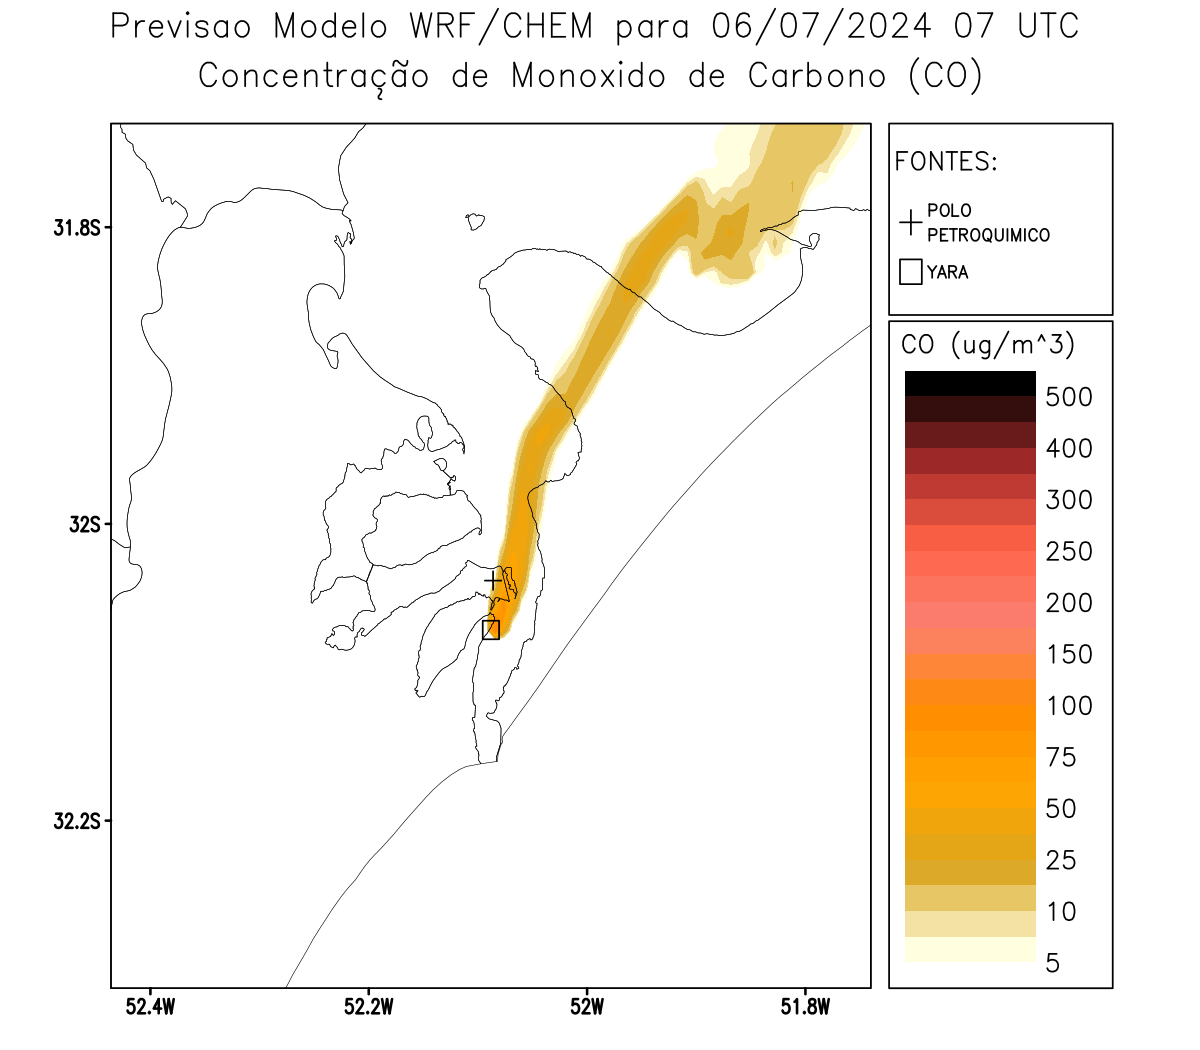 Previsao Modelo WRF/CHEM para 06/07/2024 07 UTC
Concentração de Monoxido de Carbono (CO)
FONTES:
POLO
PETROQUIMICO
YARA
31.8S
32S
32.2S
52.4W
52.2W
52W
51.8W
CO (ug/m^3)
500
400
300
250
200
150
100
75
50
25
10
5